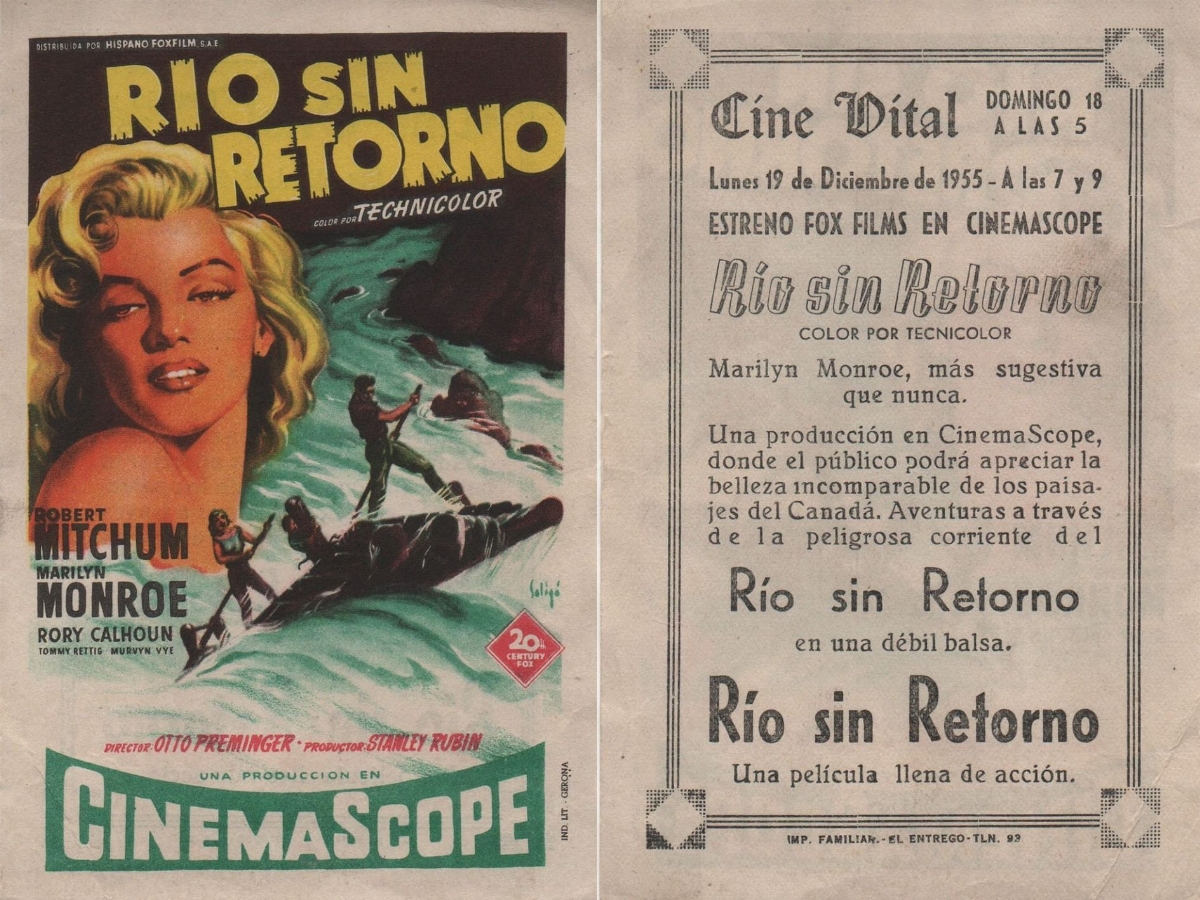 DISTRIBUIDA POR HISPANO FOXFILM, S.A.E.
RIO SIN
RETORNO
COLOR POR TECHNICOLOR
ROBERT
MITCHUM
MARILYN
MONROE
RORY CALHOUN
TOMMY RETTIG MURVYN VYE
Soligó
20th
CENTURY
FOX
DIRECTOR: OTTO PREMINGER - PRODUCTOR: STANLEY RUBIN
UNA PRODUCCION EN
CINEMASCOPE
IND. LIT. - GERONA
Cine Vital
DOMINGO 18
A LAS 5
Lunes 19 de Diciembre de 1955 - A las 7 y 9
ESTRENO FOX FILMS EN CINEMASCOPE
Río sin Retorno
COLOR POR TECNICOLOR
Marilyn Monroe, más sugestiva
que nunca.
Una producción en CinemaScope,
donde el público podrá apreciar la
belleza incomparable de los paisa-
jes del Canadá. Aventuras a través
de la peligrosa corriente del
Río sin Retorno
en una débil balsa.
Río sin Retorno
Una película llena de acción.
IMP. FAMILIAR.- EL ENTREGO-TLN. 93